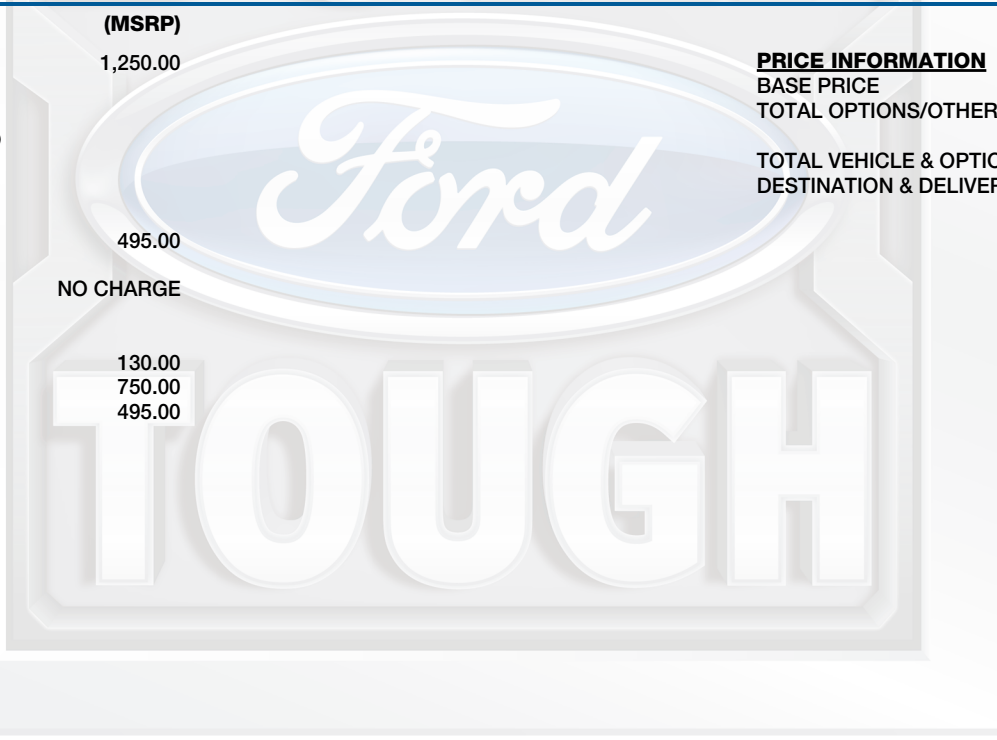 (MSRP)
1,250.00
495.00
NO CHARGE
130.00
750.00
495.00
PRICE INFORMATION
BASE PRICE
TOTAL OPTIONS/OTHER
TOTAL VEHICLE & OPTIO
DESTINATION & DELIVER
Ford
TOUGH